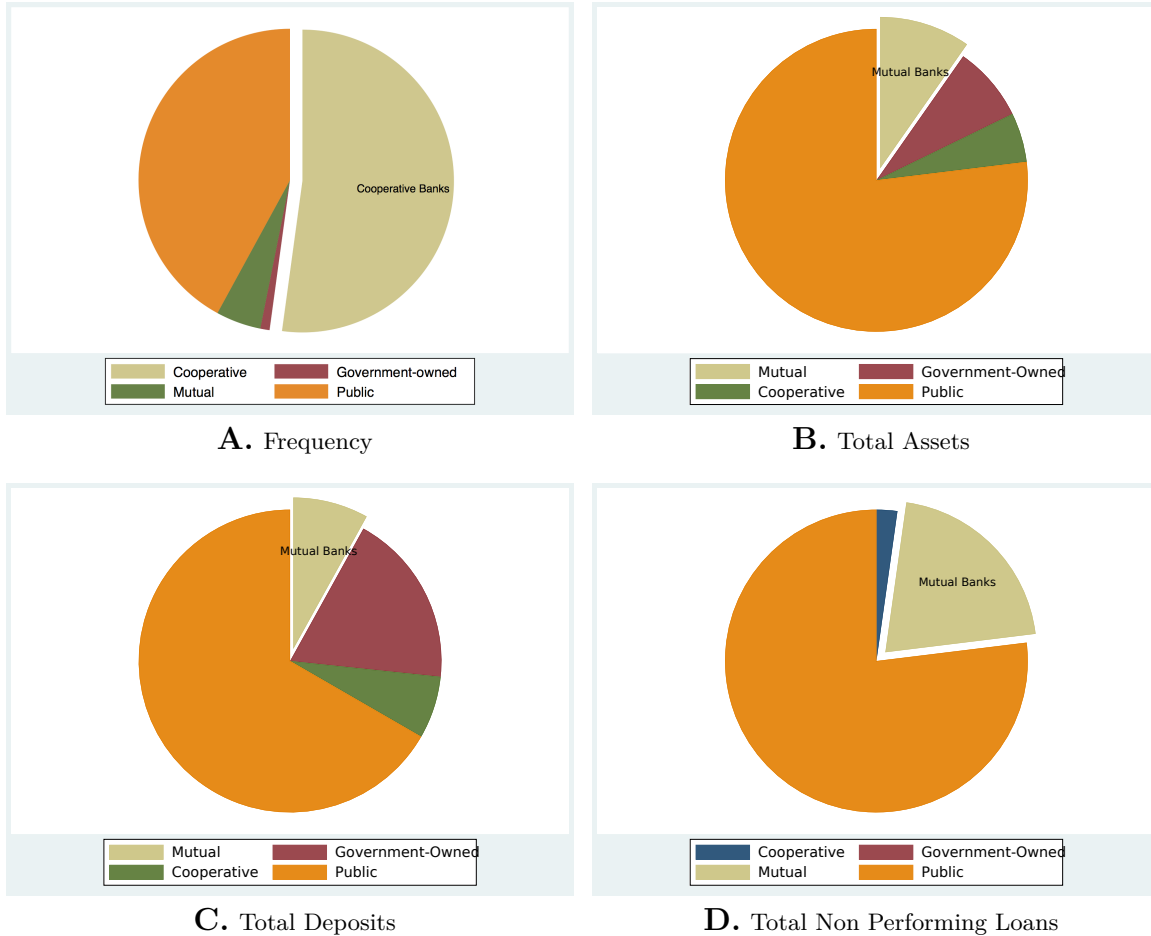 Cooperative Banks
Cooperative Government-owned
Mutual Public
A. Frequency
Mutual Banks
Mutual Government-Owned
Cooperative Public
B. Total Assets
Mutual Banks
Mutual Government-Owned
Cooperative Public
C. Total Deposits
Mutual Banks
Cooperative Government-Owned
Mutual Public
D. Total Non Performing Loans